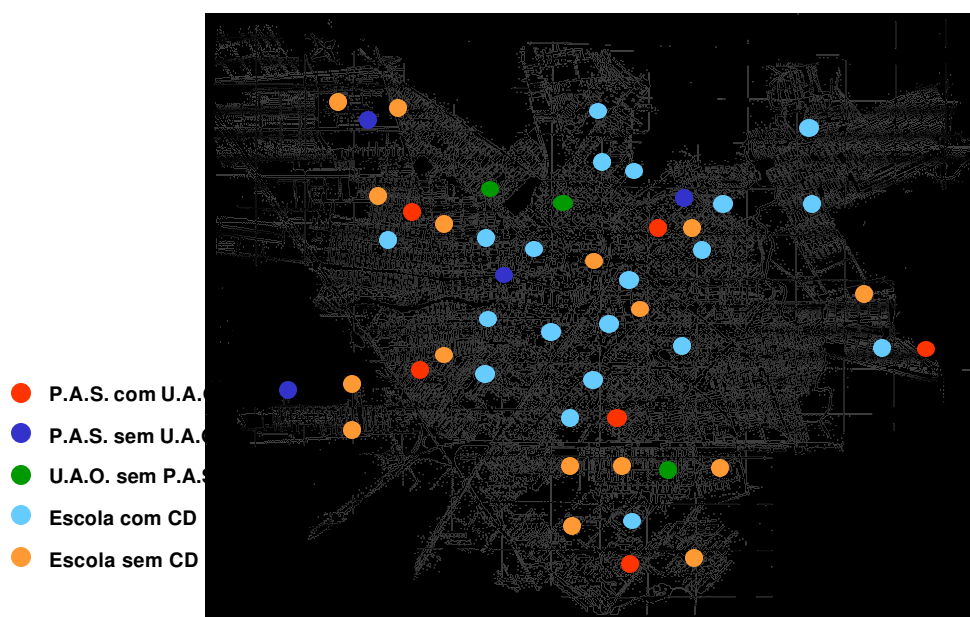 P.A.S. com U.A.
P.A.S. sem U.A.
U.A.O. sem P.A.S
Escola com CD
Escola sem CD